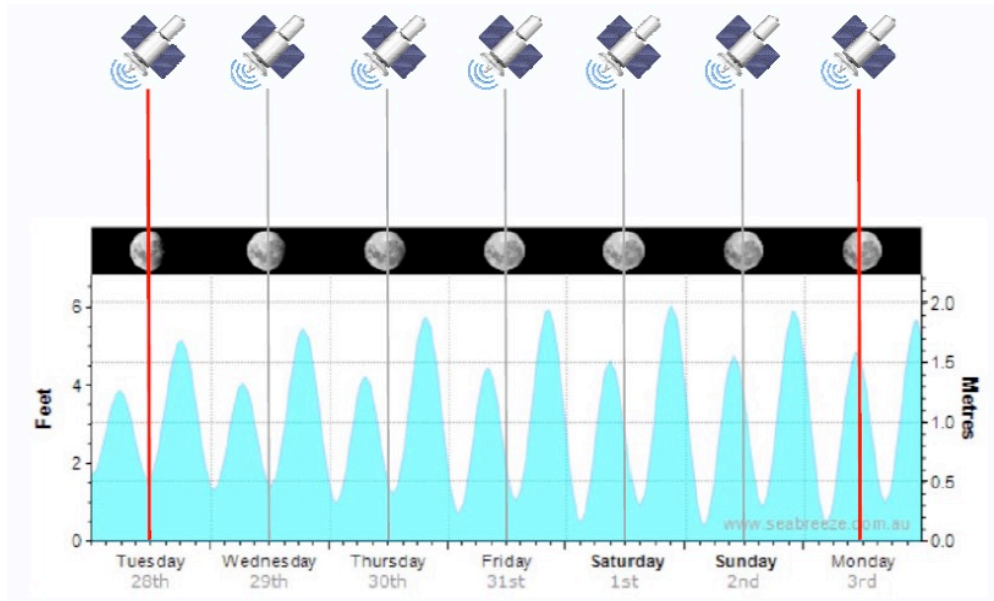 Feet
6
4
2
0
2.0
1.5
1.0
0.5
0.0
Metres
www.seabreeze.com.au
Tuesday Wednesday Thursday Friday Saturday Sunday Monday
28th 29th 30th 31st 1st 2nd 3rd